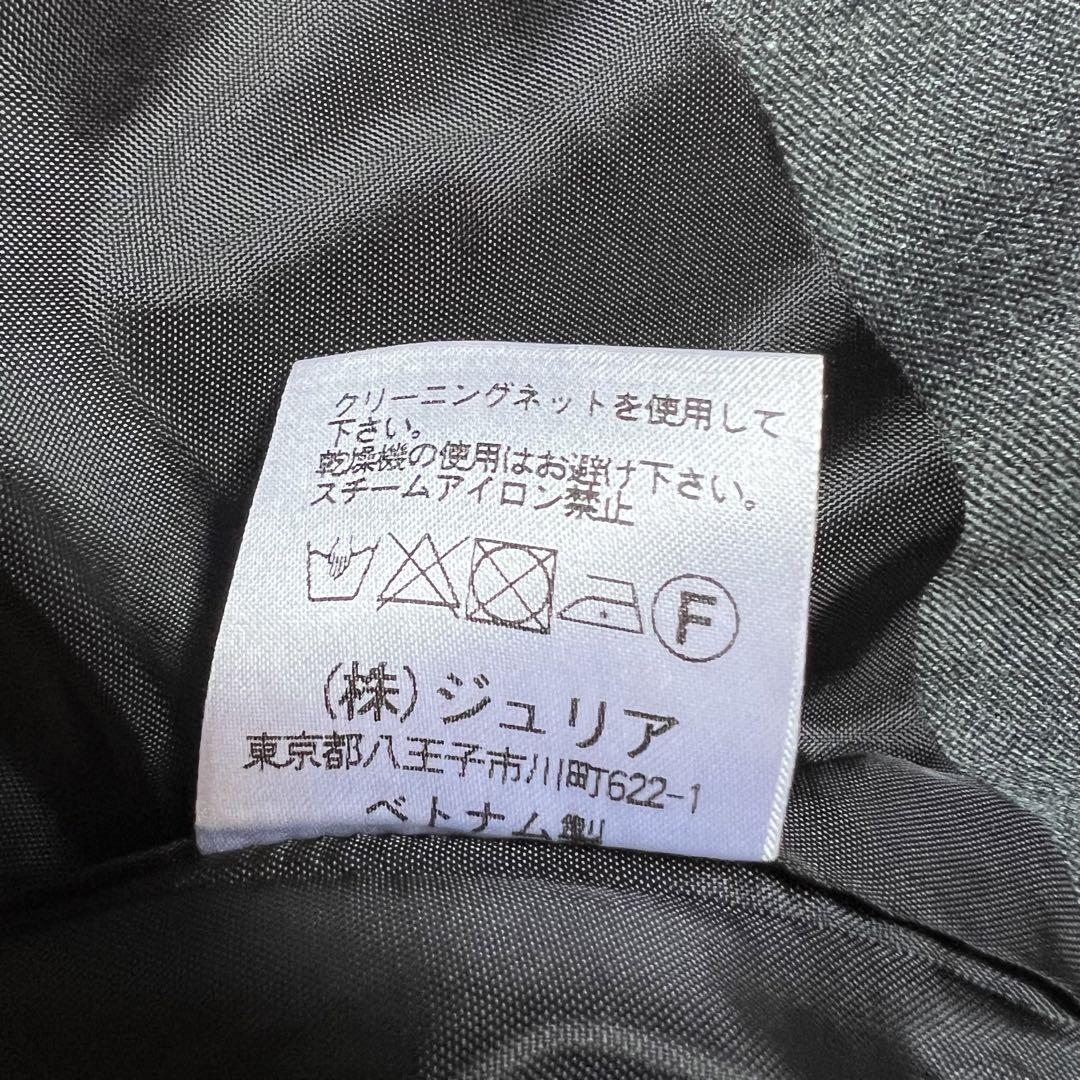 クリーニングネットを使用して
下さい。
乾燥機の使用はお避け下さい。
スチームアイロン禁止
F
(株)ジュリア
東京都八王子市川町622-1
ベトナム製